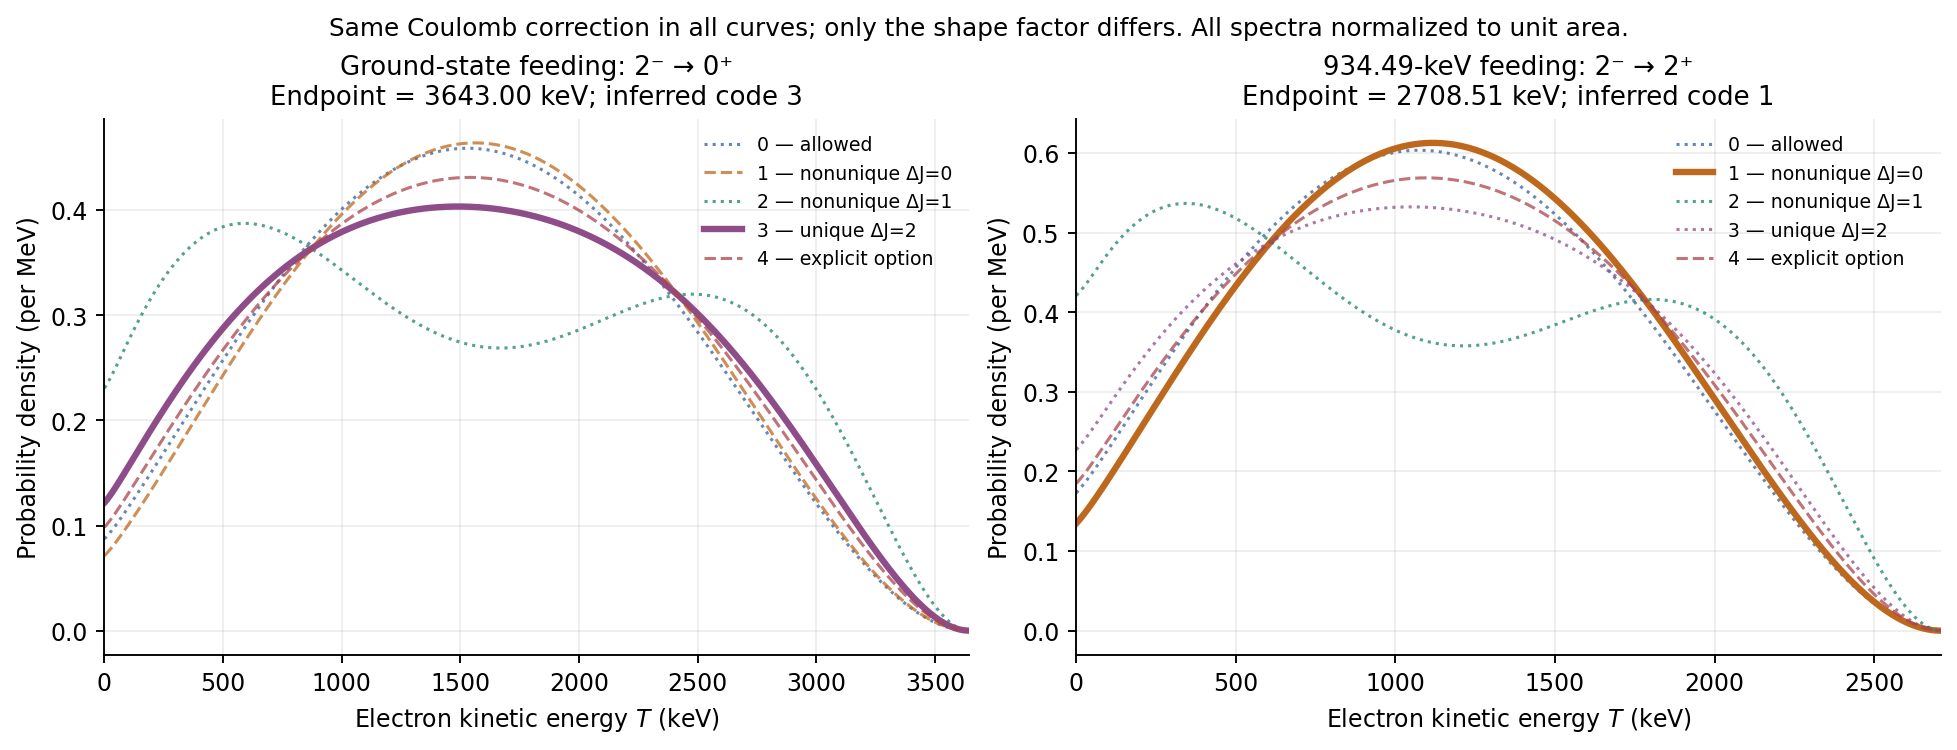 Same Coulomb correction in all curves; only the shape factor differs. All spectra normalized to unit area.
Ground-state feeding: 2⁻ → 0⁺
Endpoint = 3643.00 keV; inferred code 3
Probability density (per MeV)
0.4
0.3
0.2
0.1
0.0
0 — allowed
1 — nonunique ΔJ=0
2 — nonunique ΔJ=1
3 — unique ΔJ=2
4 — explicit option
0 500 1000 1500 2000 2500 3000 3500
Electron kinetic energy T (keV)
934.49-keV feeding: 2⁻ → 2⁺
Endpoint = 2708.51 keV; inferred code 1
Probability density (per MeV)
0.6
0.5
0.4
0.3
0.2
0.1
0.0
0 — allowed
1 — nonunique ΔJ=0
2 — nonunique ΔJ=1
3 — unique ΔJ=2
4 — explicit option
0 500 1000 1500 2000 2500
Electron kinetic energy T (keV)